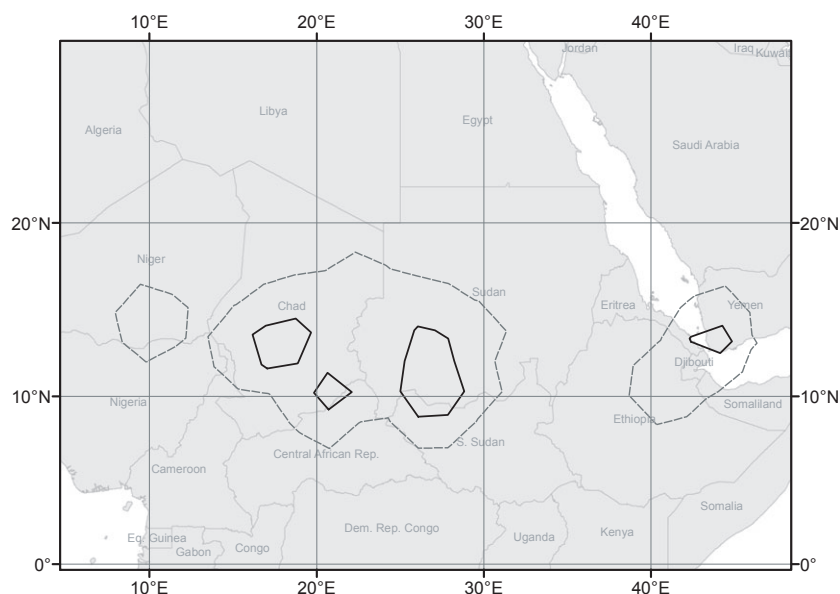 10°E 20°E 30°E 40°E
Jordan
Iraq
Kuwait
Libya
Egypt
Algeria
Saudi Arabia
20°N 20°N
Niger
Chad
Sudan
Eritrea
Yemen
Djibouti
10°N 10°N
Nigeria
Somaliland
Ethiopia
S. Sudan
Central African Rep.
Cameroon
Somalia
Dem. Rep. Congo
Kenya
Uganda
Eq. Guinea
Congo
Gabon
0° 0°
10°E 20°E 30°E 40°E